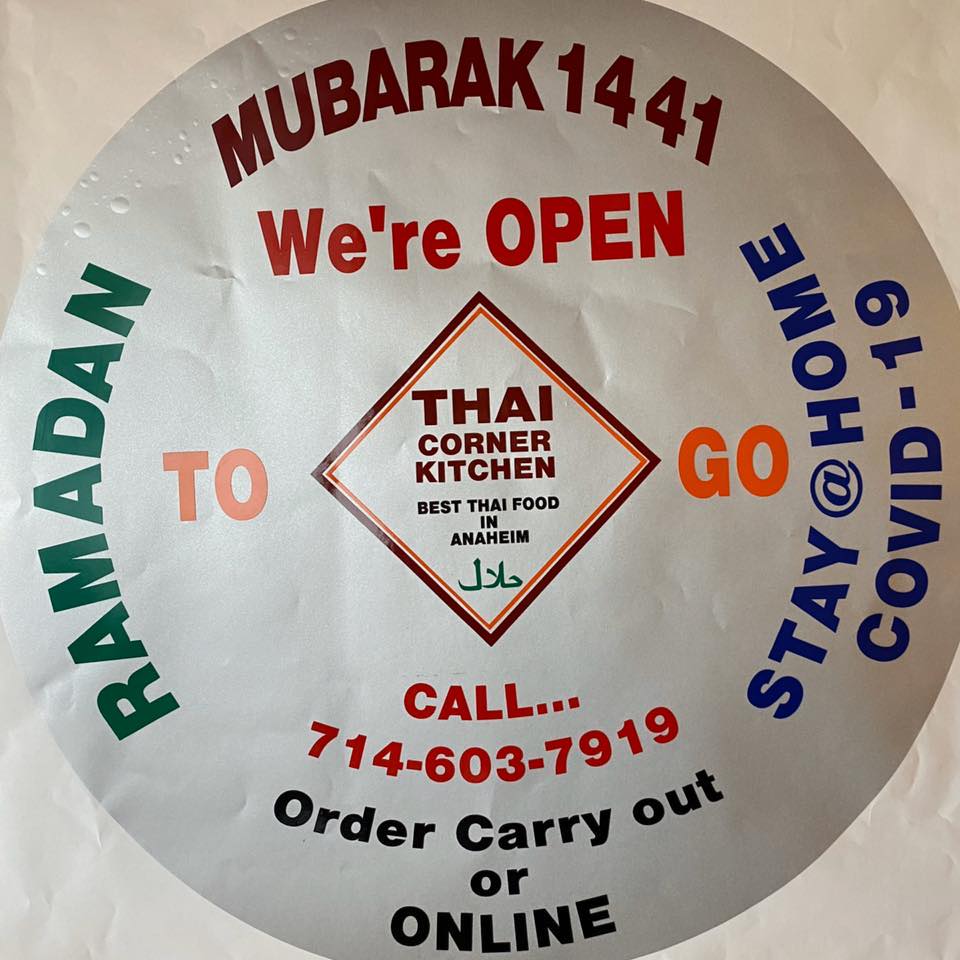 RAMADAN
MUBARAK 1441
We're OPEN
TO
GO
THAI
CORNER
KITCHEN
BEST THAI FOOD
IN
ANAHEIM
حلال
STAY@HOME
COVID-19
CALL...
714-603-7919
Order Carry out
or
ONLINE